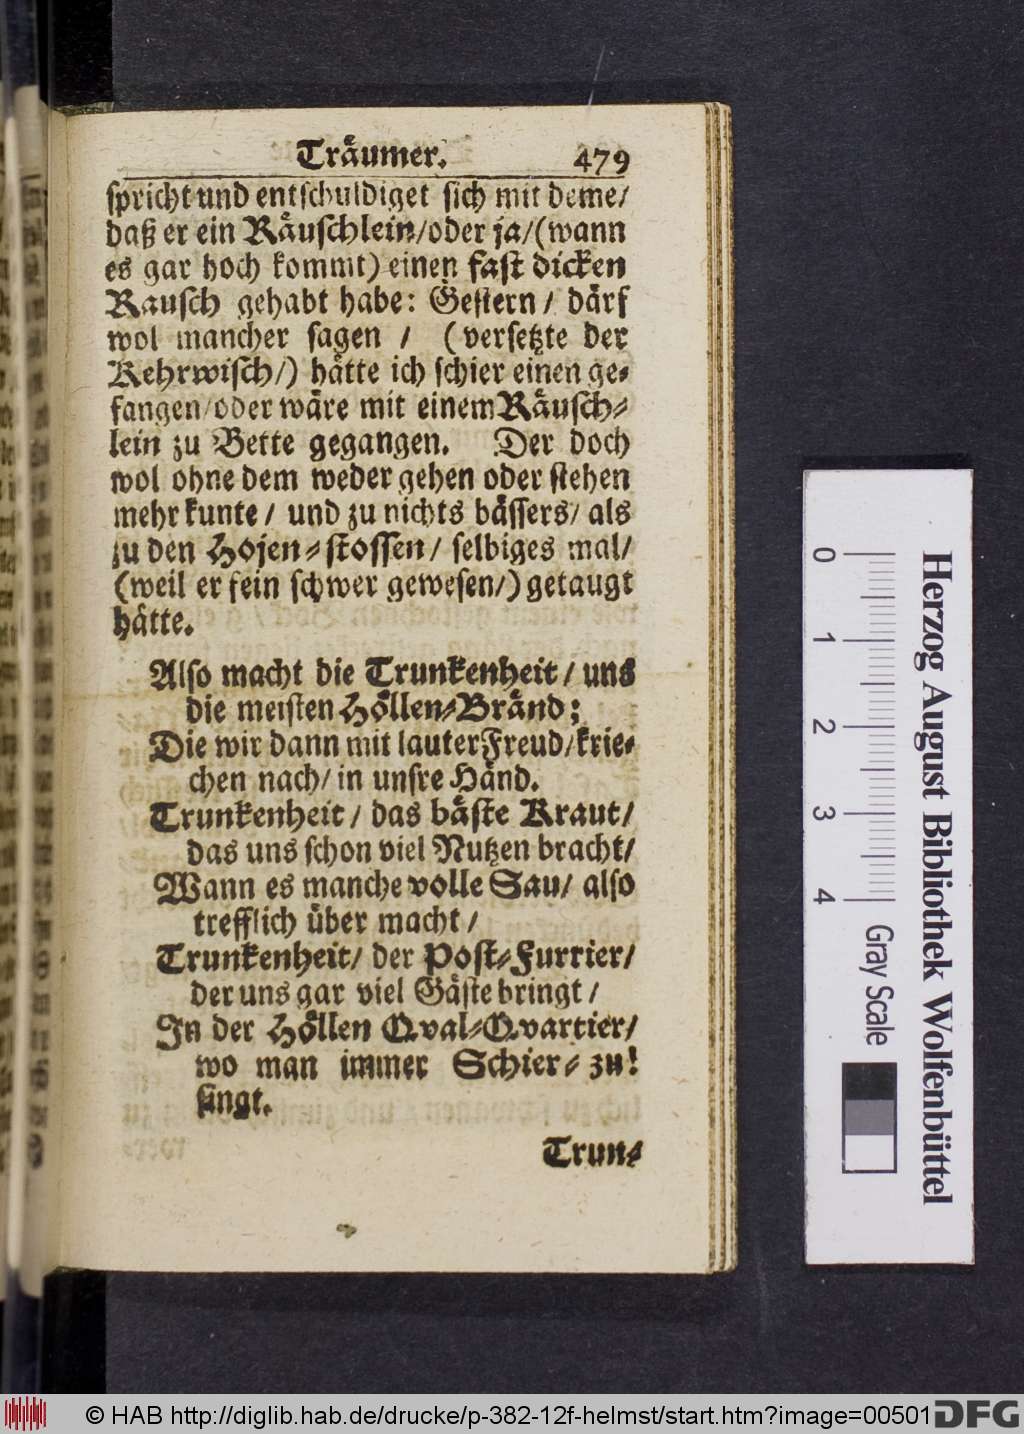 Träumer. 479
spricht und entschuldiget sich mit deme/
daß er ein Räuschlein/oder ja/(wann
es gar hoch kommt) einen fast dicken
Rausch gehabt habe: Gestern / därf
wol mancher sagen / (versetzte der
Kehrwisch/) hätte ich schier einen ge-
fangen/oder wäre mit einem Räusch-
lein zu Bette gegangen. Der doch
wol ohne dem weder gehen oder stehen
mehr kunte / und zu nichts bässers/ als
zu den Hosen-stossen / selbiges mal/
(weil er fein schwer gewesen/) getaugt
hätte.
Also macht die Trunkenheit / uns
die meisten Höllen-Bränd;
Die wir dann mit lauter Freud/krie-
chen nach/ in unsre Händ.
Trunkenheit / das bäste Kraut/
das uns schon viel Nutzen bracht/
Wann es manche volle Sau/ also
trefflich über macht /
Trunkenheit/ der Post-Furrier/
der uns gar viel Gäste bringt /
In der Höllen Qval-Qvartier/
wo man immer Schier-zu!
singt.
Trun-
Herzog August Bibliothek Wolfenbüttel
0 1 2 3 4 Gray Scale
© HAB http://diglib.hab.de/drucke/p-382-12f-helmst/start.htm?image=00501
DFG